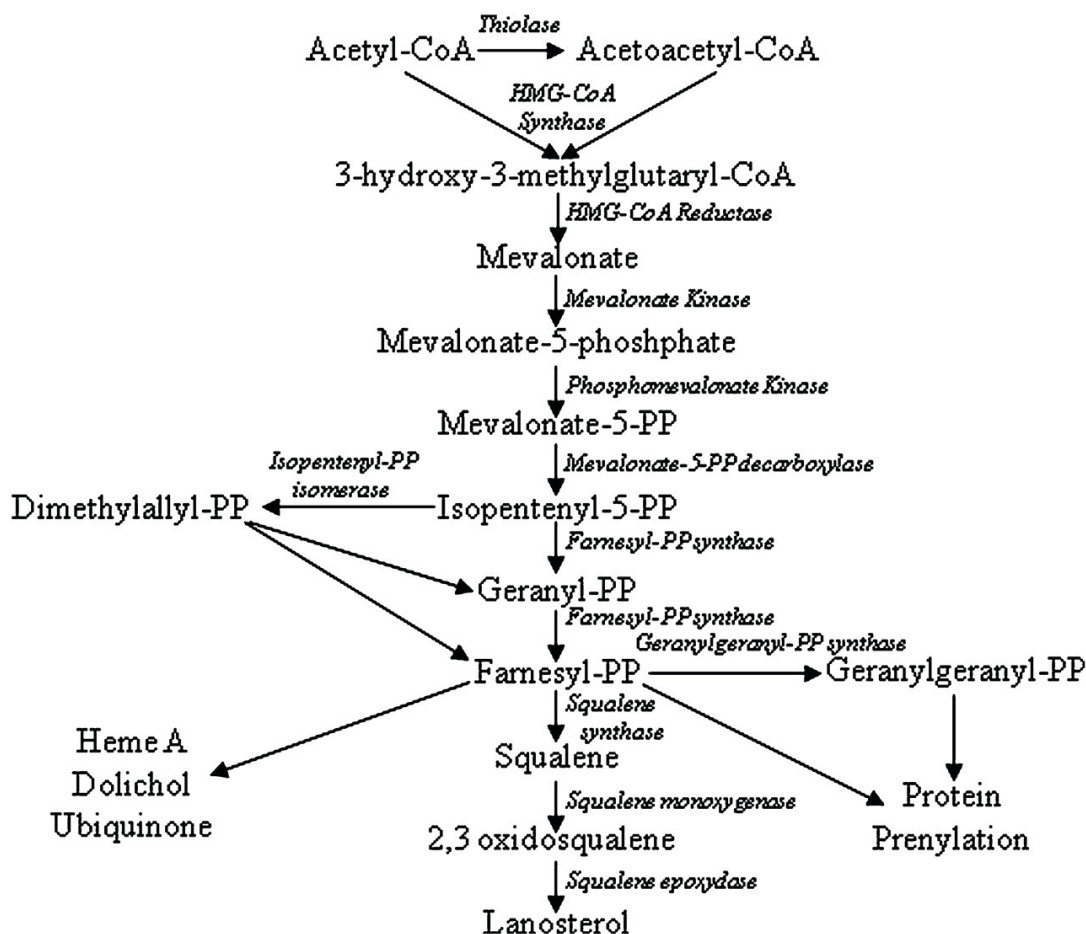 Thiolase
Acetyl-CoA Acetoacetyl-CoA
HMG-CoA
Synthase
3-hydroxy-3-methylglutaryl-CoA
HMG-CoA Reductase
Mevalonate
Mevalonate Kinase
Mevalonate-5-phoshphate
Phosphomevalonate Kinase
Mevalonate-5-PP
Isopentenyl-PP
isomerase
Mevalonate-5-PP decarboxylase
Dimethylallyl-PP Isopentenyl-5-PP
Farnesyl-PP synthase
Geranyl-PP
Farnesyl-PP synthase
Geranylgeranyl-PP synthase
Farnesyl-PP Geranylgeranyl-PP
Squalene
synthase
Heme A
Dolichol
Ubiquinone
Squalene
Squalene monoxygenase
Protein
Prenylation
2,3 oxidosqualene
Squalene epoxydase
Lanosterol